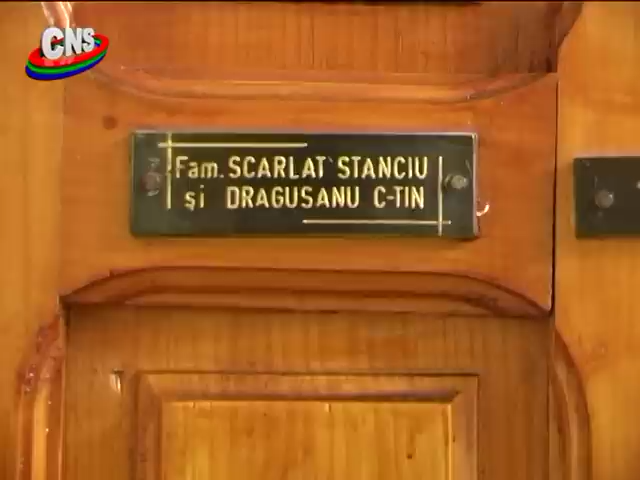 CNS
Fam. SCARLAT STANCIU
şi DRAGUSANU C-TIN